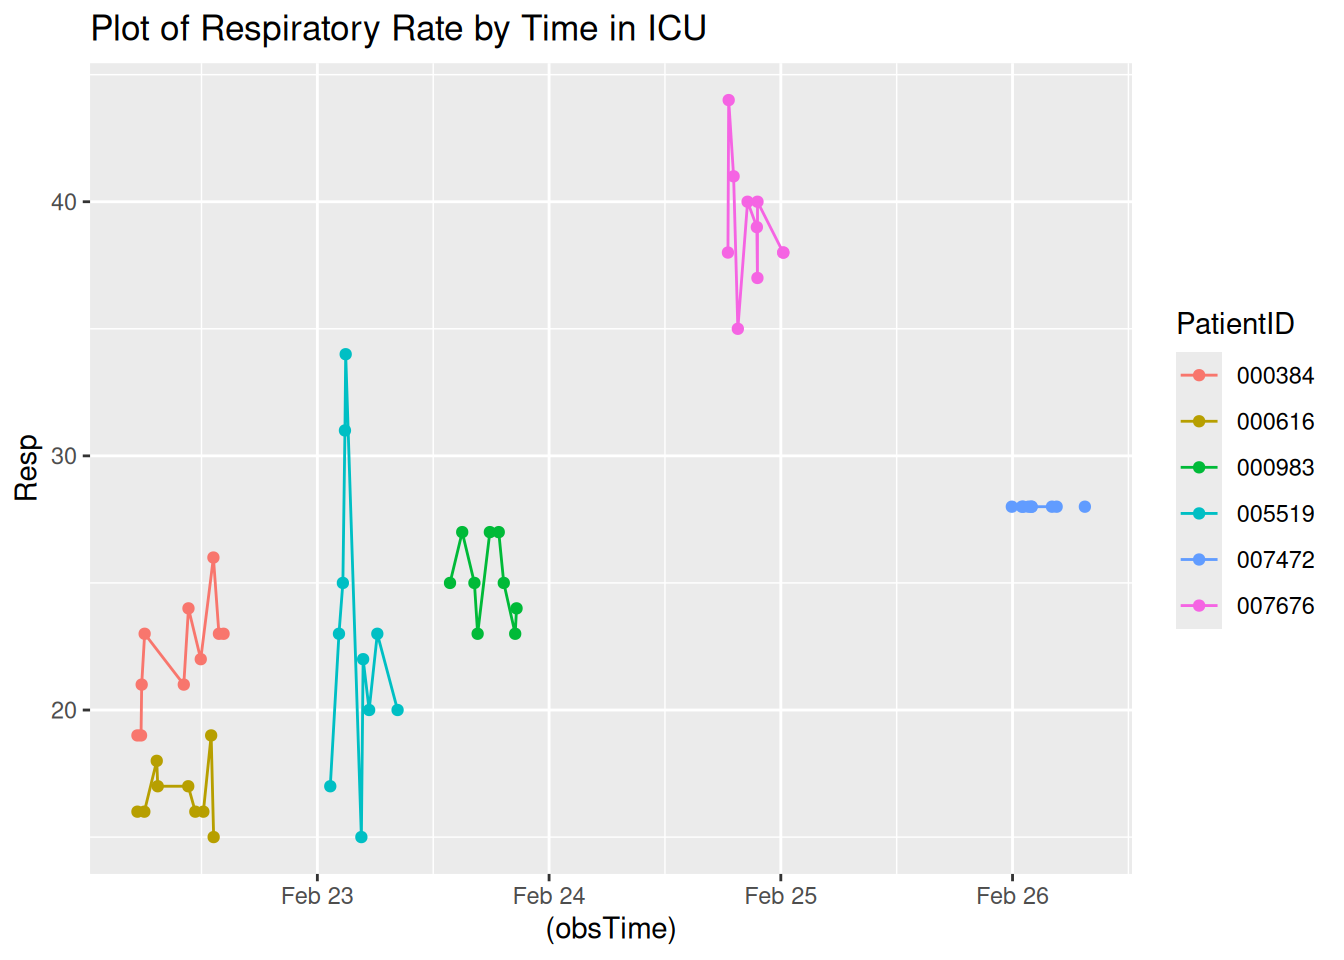 Plot of Respiratory Rate by Time in ICU
Resp
40
30
20
Feb 23
Feb 24
Feb 25
Feb 26
(obsTime)
PatientID
000384
000616
000983
005519
007472
007676